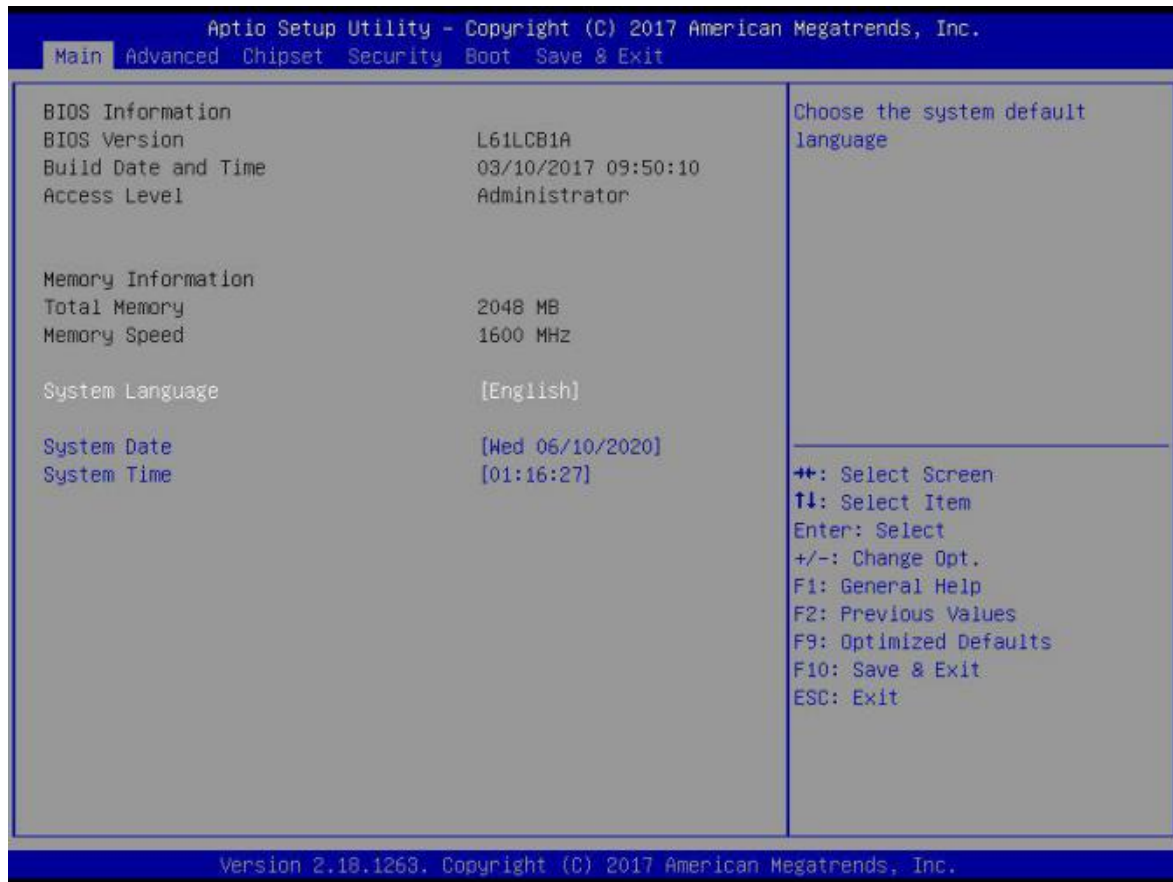 Aptio Setup Utility - Copyright (C) 2017 American Megatrends, Inc.
Main Advanced Chipset Security Boot Save & Exit
BIOS Information
BIOS Version L61LCB1A
Build Date and Time 03/10/2017 09:50:10
Access Level Administrator
Memory Information
Total Memory 2048 MB
Memory Speed 1600 MHz
System Language [English]
System Date [Wed 06/10/2020]
System Time [01:16:27]
Choose the system default
language
→←: Select Screen
↑↓: Select Item
Enter: Select
+/-: Change Opt.
F1: General Help
F2: Previous Values
F9: Optimized Defaults
F10: Save & Exit
ESC: Exit
Version 2.18.1263. Copyright (C) 2017 American Megatrends, Inc.